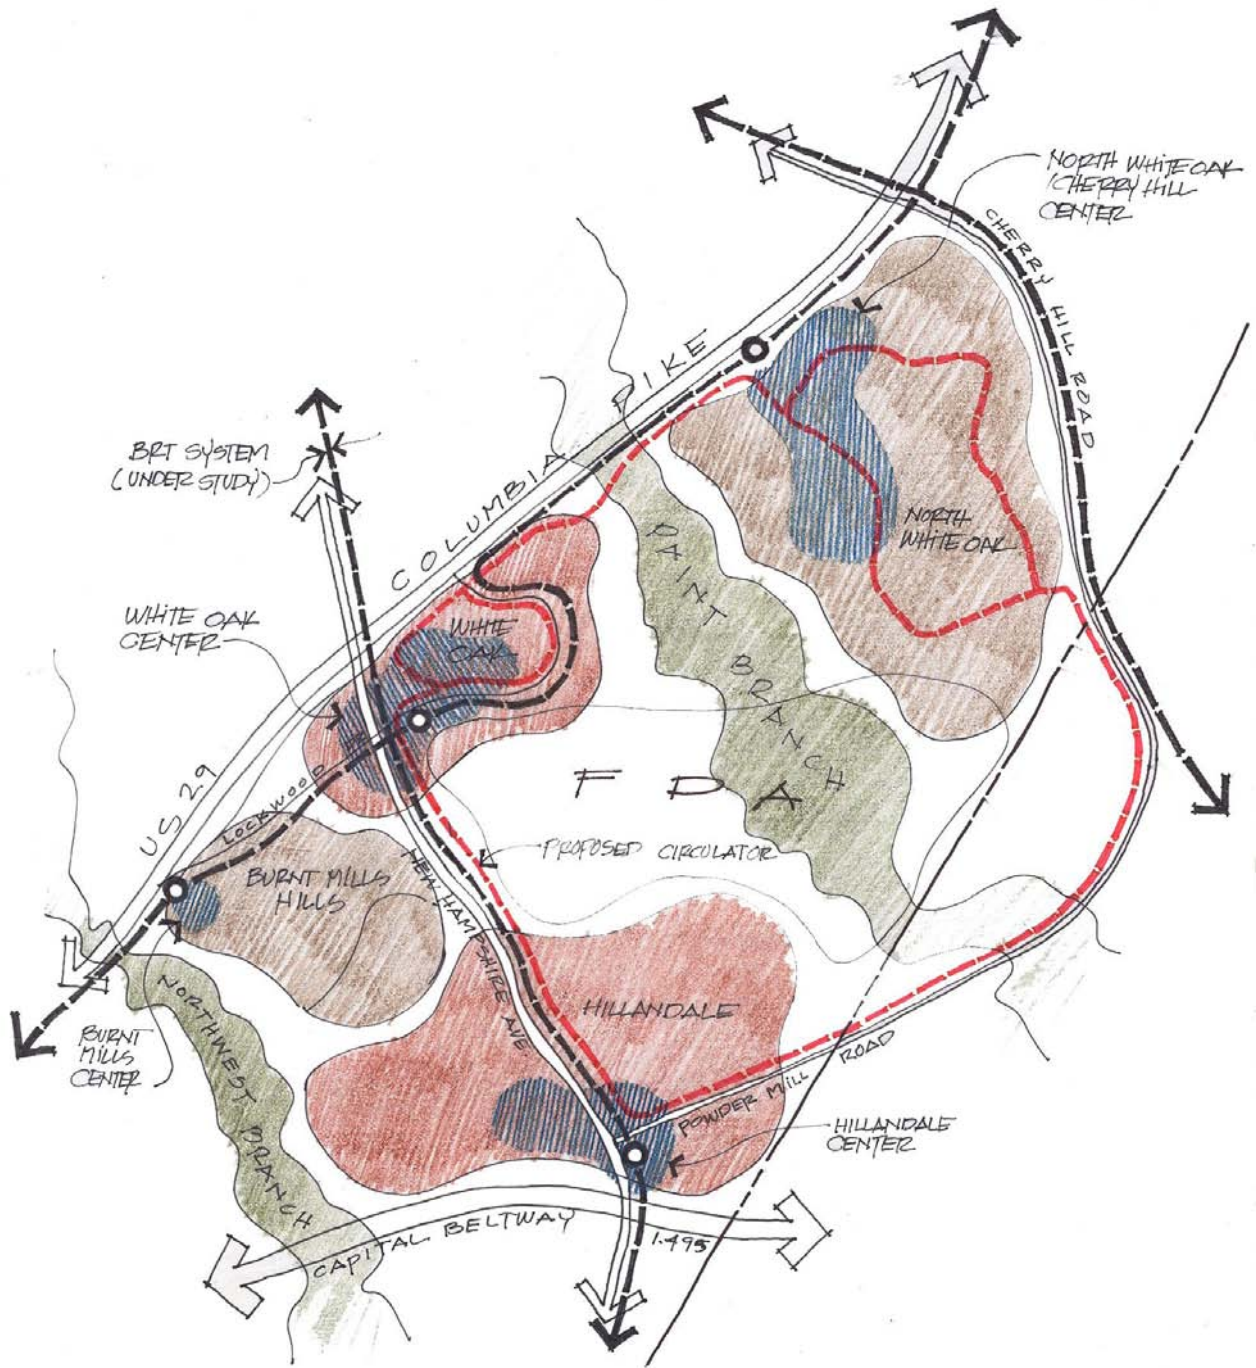 NORTH WHITE OAK
/CHERRY HILL
CENTER
CHERRY HILL ROAD
COLUMBIA PIKE
BRT SYSTEM
(UNDER STUDY)
NORTH
WHITE OAK
PAINT BRANCH
WHITE OAK
CENTER
WHITE
OAK
US 29
LOCKWOOD
FDA
PROPOSED CIRCULATOR
BURNT MILLS
HILLS
NEW HAMPSHIRE AVE.
HILLANDALE
NORTHWEST BRANCH
BURNT
MILLS
CENTER
POWDER MILL ROAD
HILLANDALE
CENTER
CAPITAL BELTWAY
I-495